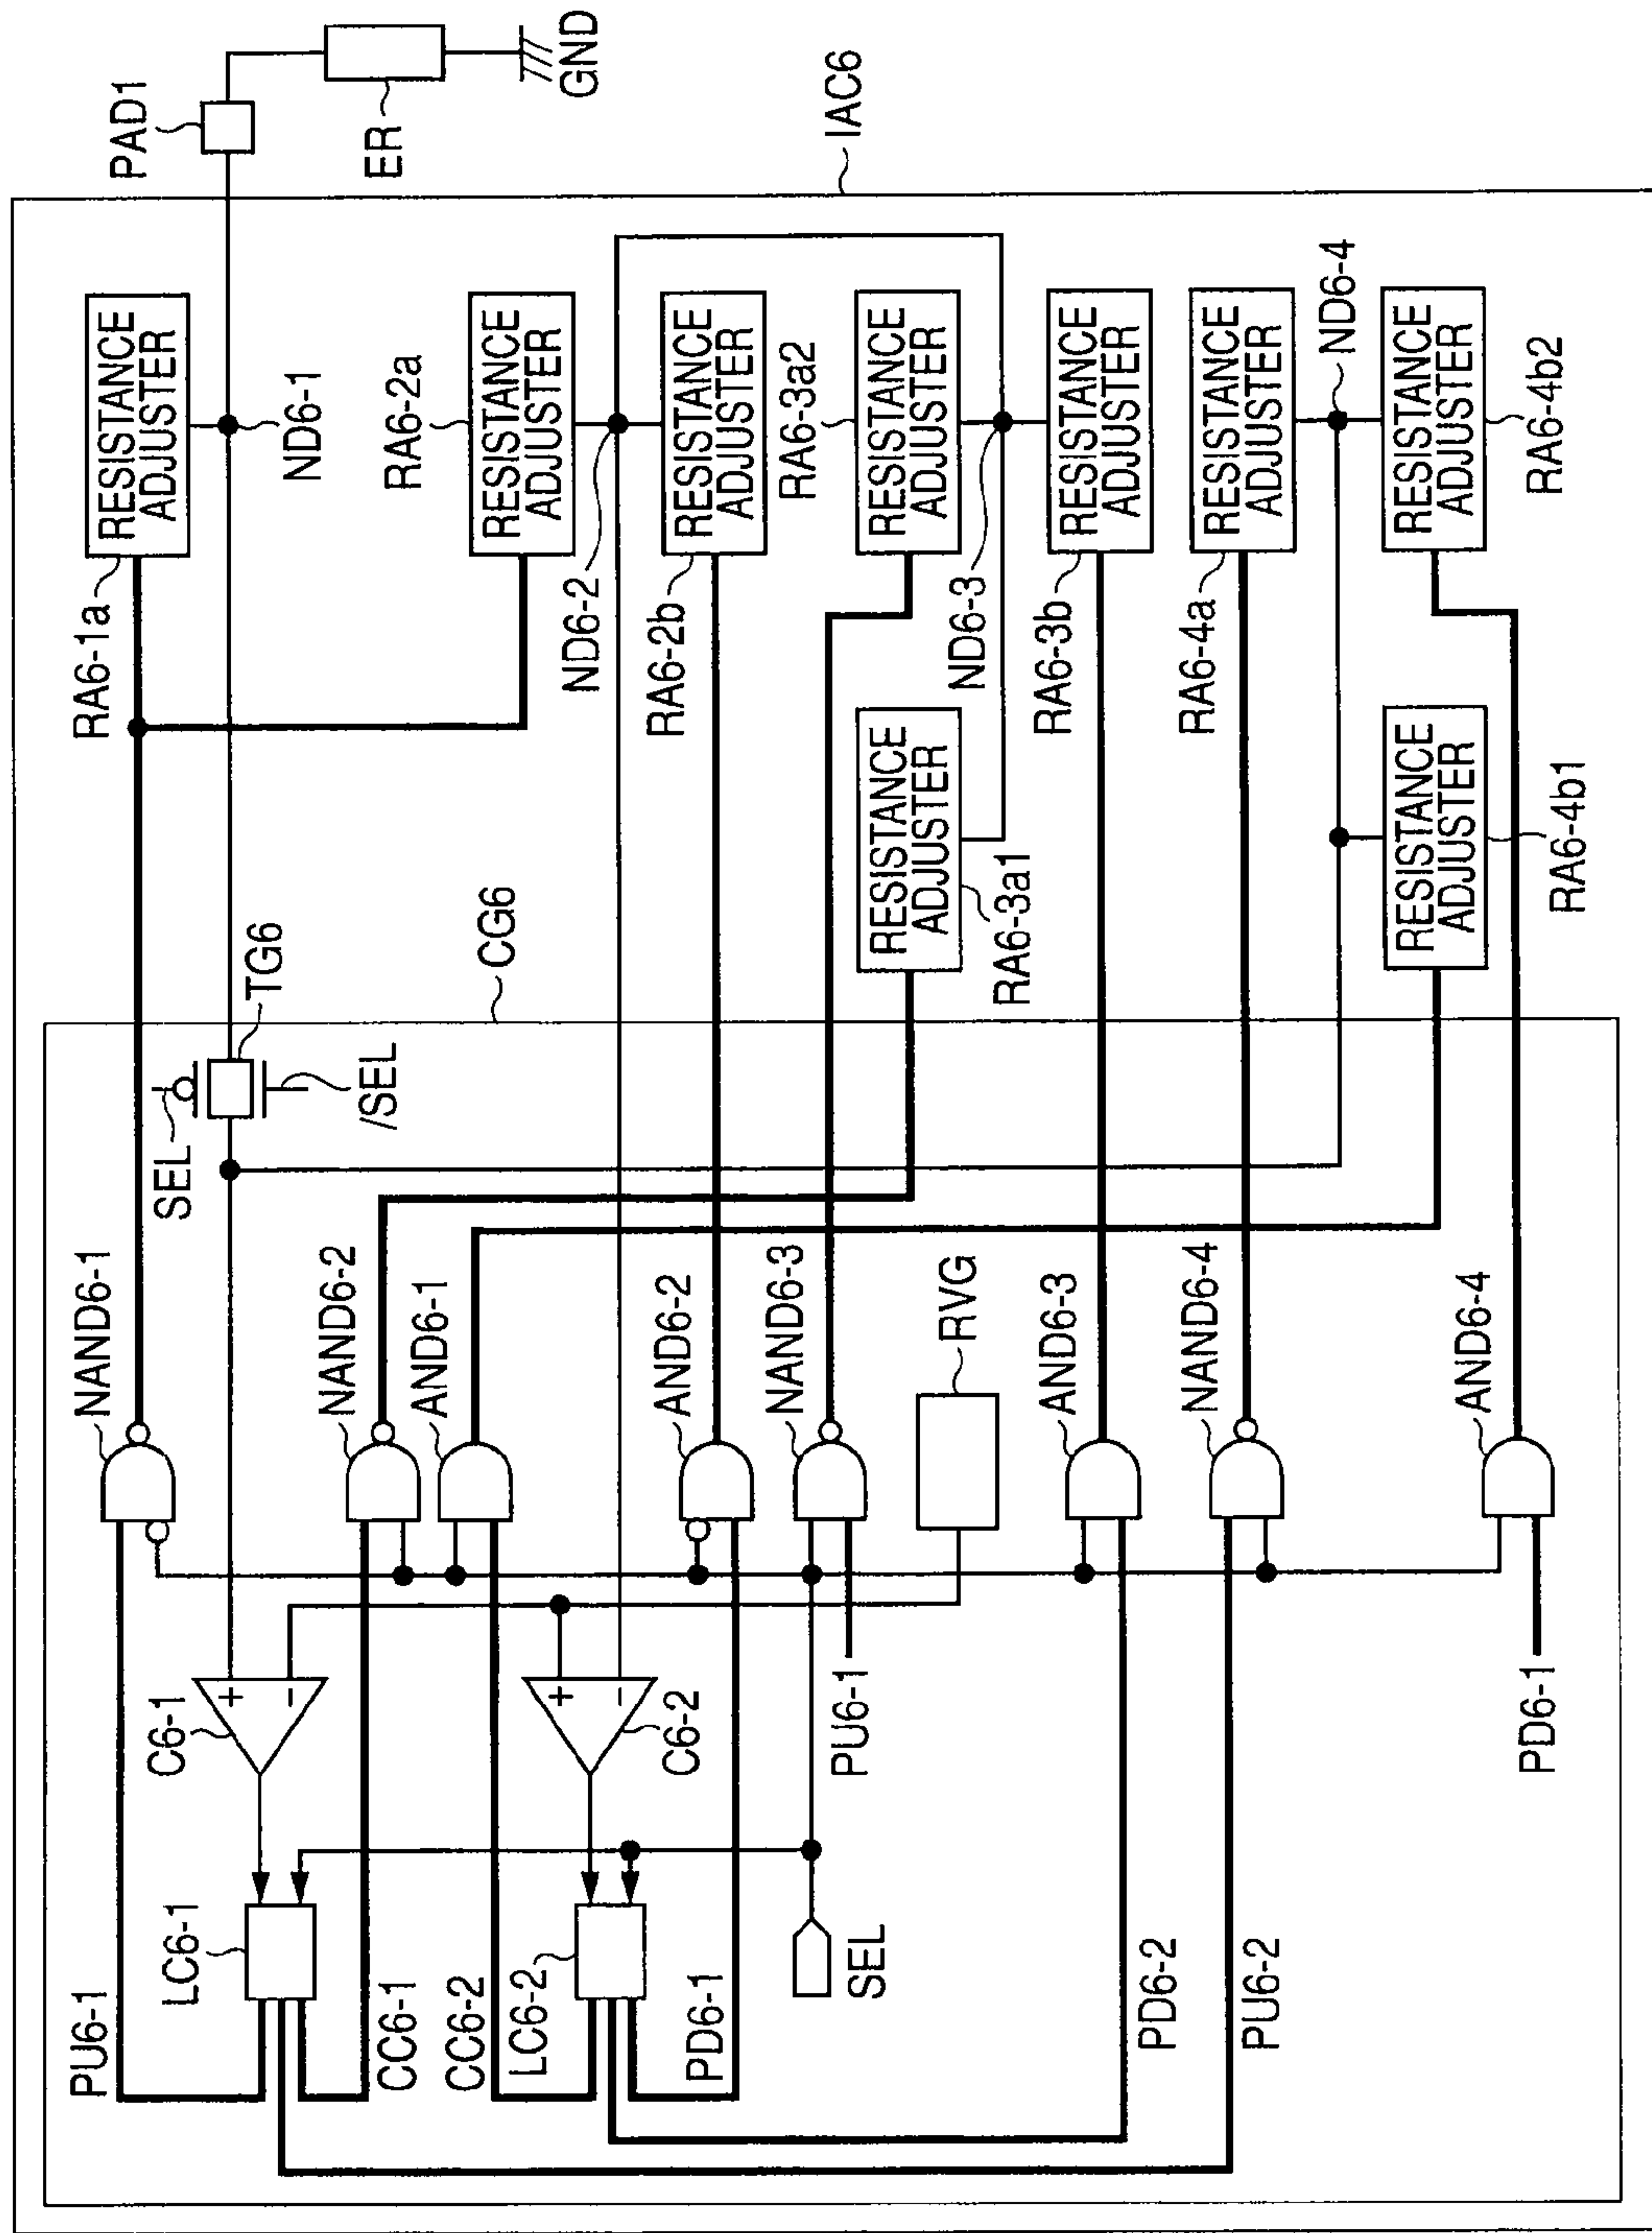 PAD1
ER
GND
IAC6
RESISTANCE
ADJUSTER
RA6-1a
ND6-1
RESISTANCE
ADJUSTER
RA6-2a
ND6-2
RESISTANCE
ADJUSTER
RA6-2b
RESISTANCE
ADJUSTER
RA6-3a2
ND6-3
RESISTANCE
ADJUSTER
RA6-3b
RESISTANCE
ADJUSTER
RA6-4a
ND6-4
RESISTANCE
ADJUSTER
RA6-4b2
RESISTANCE
ADJUSTER
RA6-3a1
RESISTANCE
ADJUSTER
RA6-4b1
CG6
TG6
SEL
/SEL
NAND6-1
NAND6-2
AND6-1
AND6-2
NAND6-3
RVG
AND6-3
NAND6-4
AND6-4
C6-1
+
-
C6-2
+
-
PU6-1
PD6-1
LC6-1
PU6-1
CC6-1
CC6-2
LC6-2
PD6-1
SEL
PD6-2
PU6-2